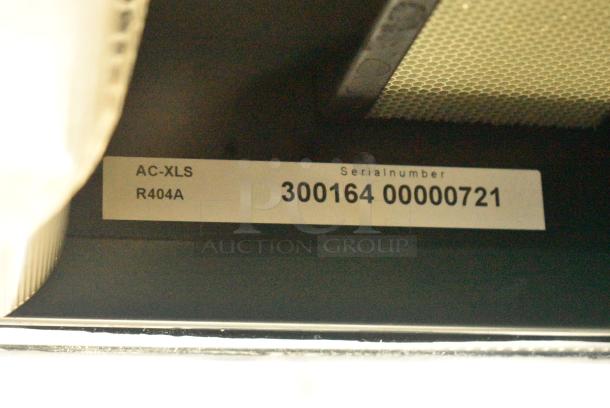 AC-XLS
R404A
Serialnumber
300164 00000721
PCI
AUCTION GROUP